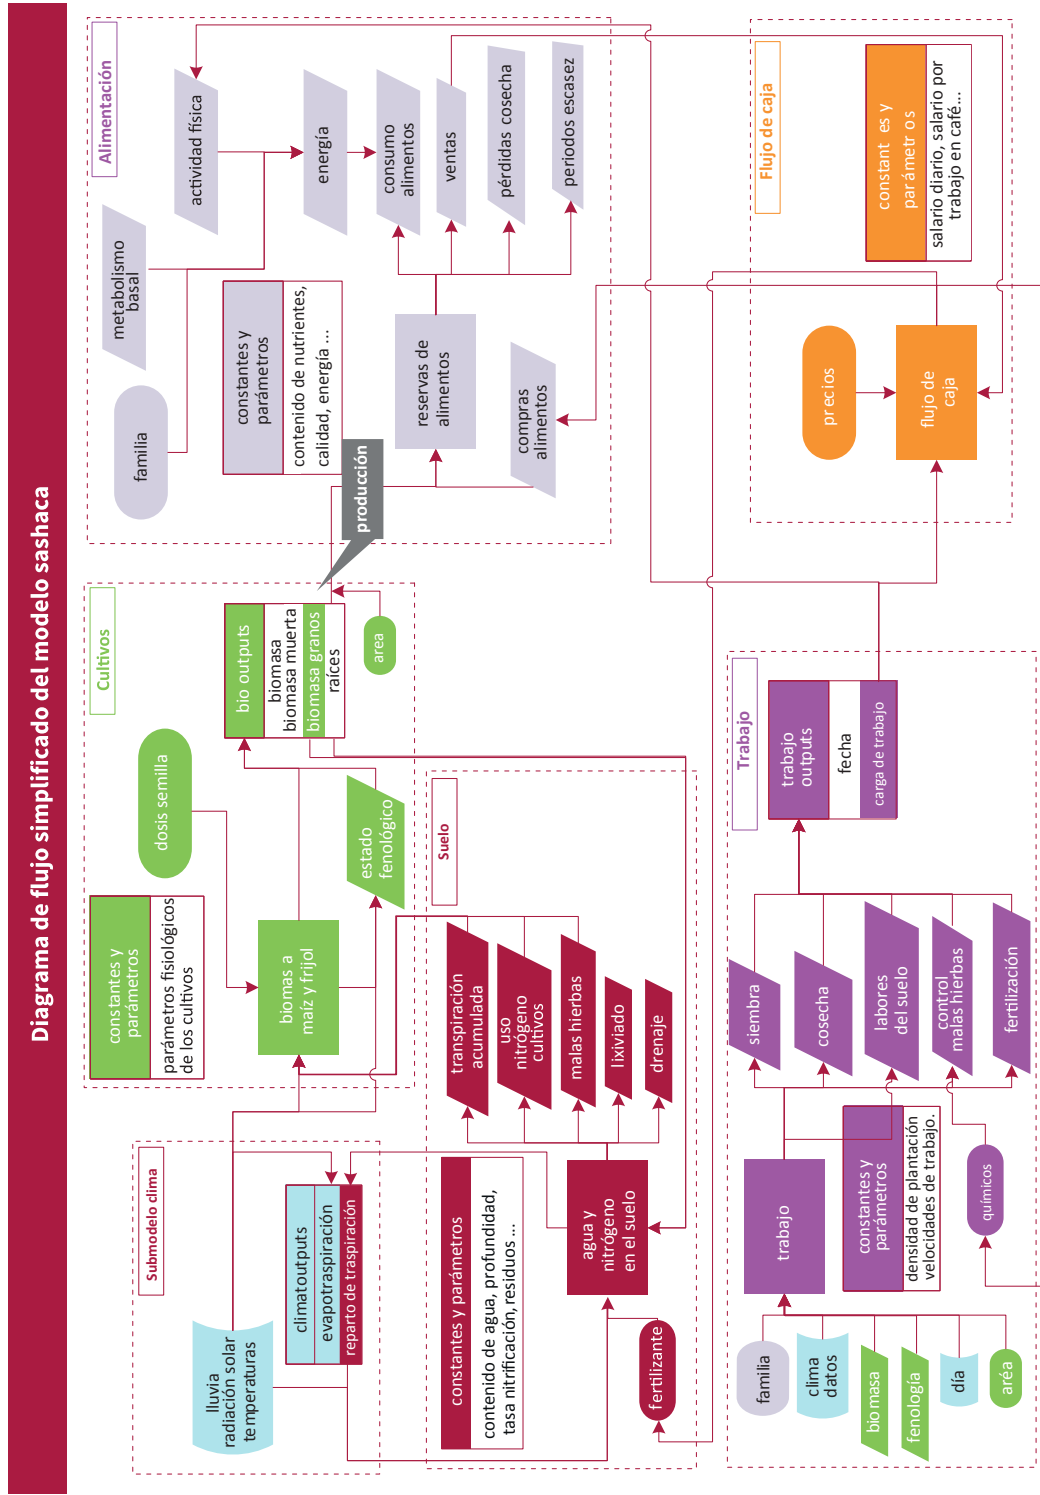 Diagrama de flujo simplificado del modelo sashaca
Submodelo clima
lluvia
radiación solar
temperaturas
climatoutputs
evapotraspiración
reparto de traspiración
Cultivos
constantes y
parámetros
parámetros fisiológicos
de los cultivos
dosis semilla
biomas a
maíz y frijol
estado
fenológico
bio outputs
biomasa
biomasa muerta
biomasa granos
raíces
area
producción
Alimentación
familia
metabolismo
basal
actividad física
constantes y
parámetros
contenido de nutrientes,
calidad, energía ...
energía
reservas de
alimentos
consumo
alimentos
ventas
pérdidas cosecha
periodos escasez
compras
alimentos
Suelo
constantes y parámetros
contenido de agua, profundidad,
tasa nitrificación, residuos ...
fertilizante
agua y
nitrógeno
en el suelo
transpiración
acumulada
uso
nitrógeno
cultivos
malas hierbas
lixiviado
drenaje
Trabajo
familia
clima
datos
bio masa
fenología
día
aréa
trabajo
constantes y
parámetros
densidad de plantación
velocidades de trabajo.
químicos
siembra
cosecha
labores
del suelo
control
malas hierbas
fertilización
trabajo
outputs
fecha
carga de trabajo
Flujo de caja
precios
flujo de
caja
constant es y
parámetr os
salario diario, salario por
trabajo en café...